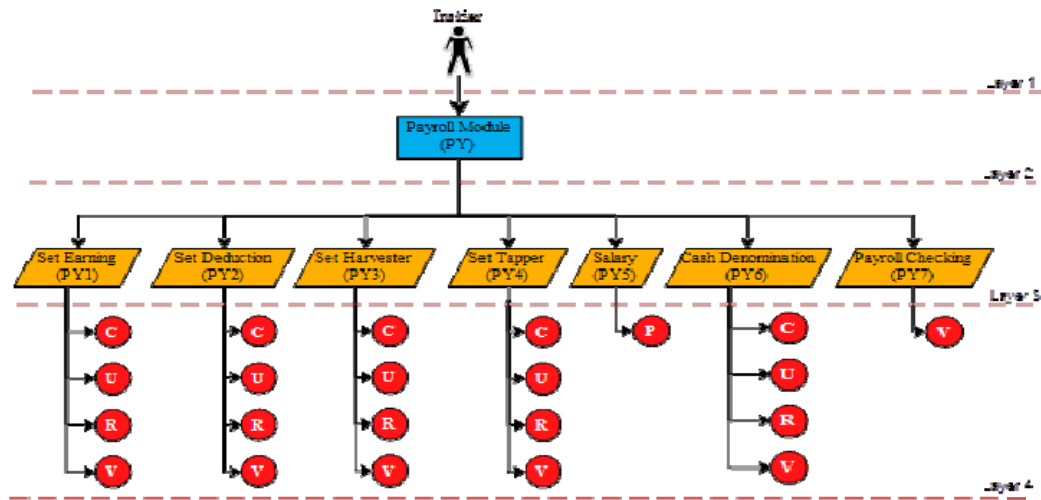 Insider
Layer 1
Payroll Module
(PY)
Layer 2
Set Earning
(PY1)
Set Deduction
(PY2)
Set Harvester
(PY3)
Set Tapper
(PY4)
Salary
(PY5)
Cash Denomination
(PY6)
Payroll Checking
(PY7)
Layer 3
C C C C P C V
U U U U U
R R R R R
V V V V V
Layer 4